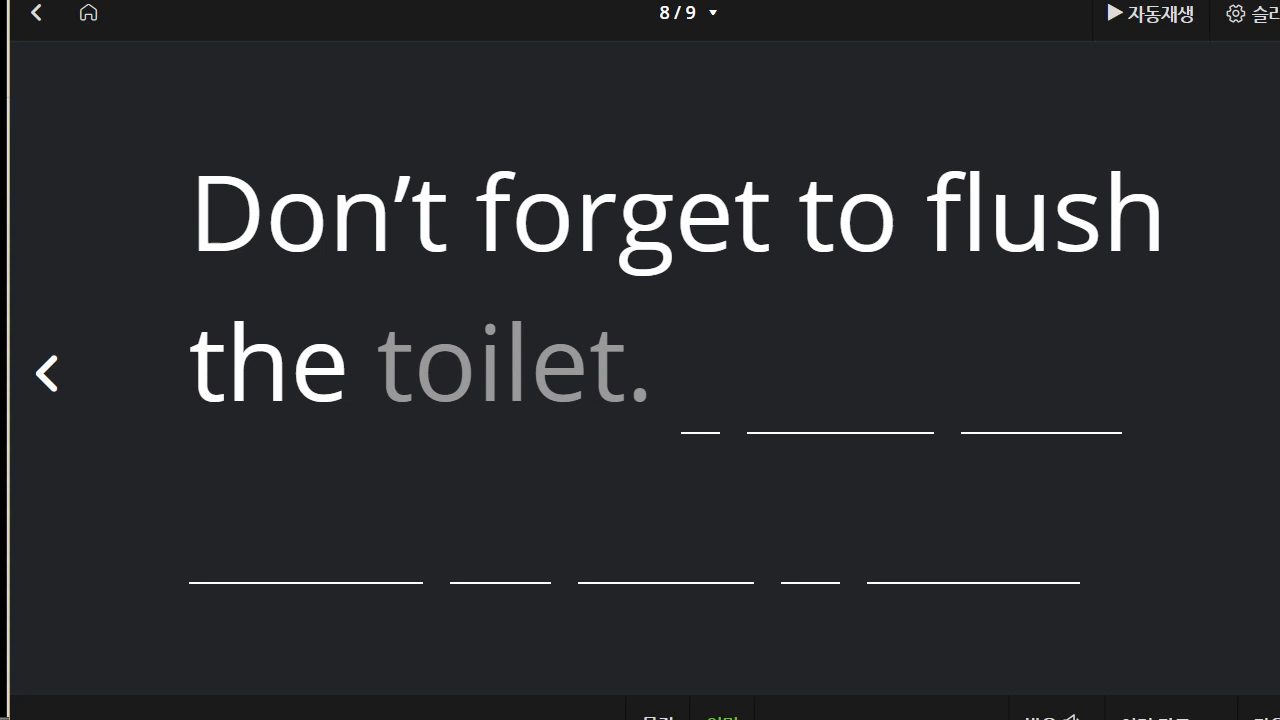 8 / 9
자동재생
Don’t forget to flush
the toilet.